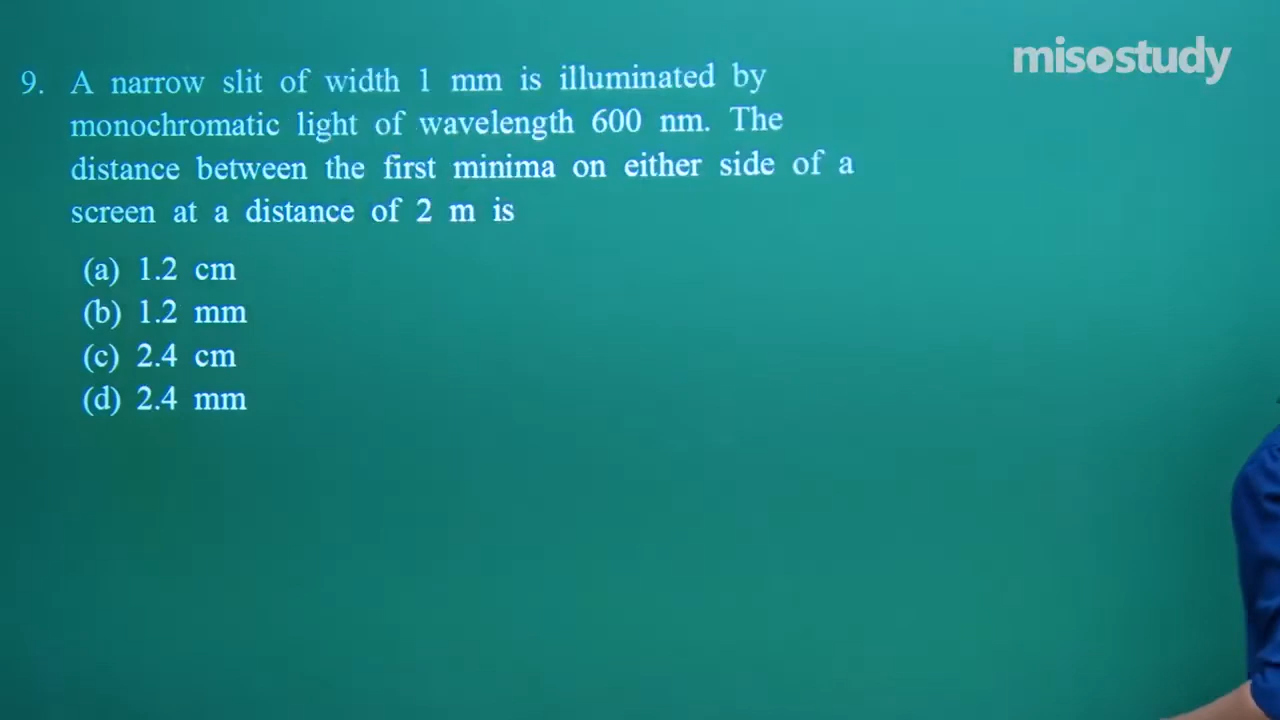 misostudy
9. A narrow slit of width 1 mm is illuminated by
monochromatic light of wavelength 600 nm. The
distance between the first minima on either side of a
screen at a distance of 2 m is
(a) 1.2 cm
(b) 1.2 mm
(c) 2.4 cm
(d) 2.4 mm